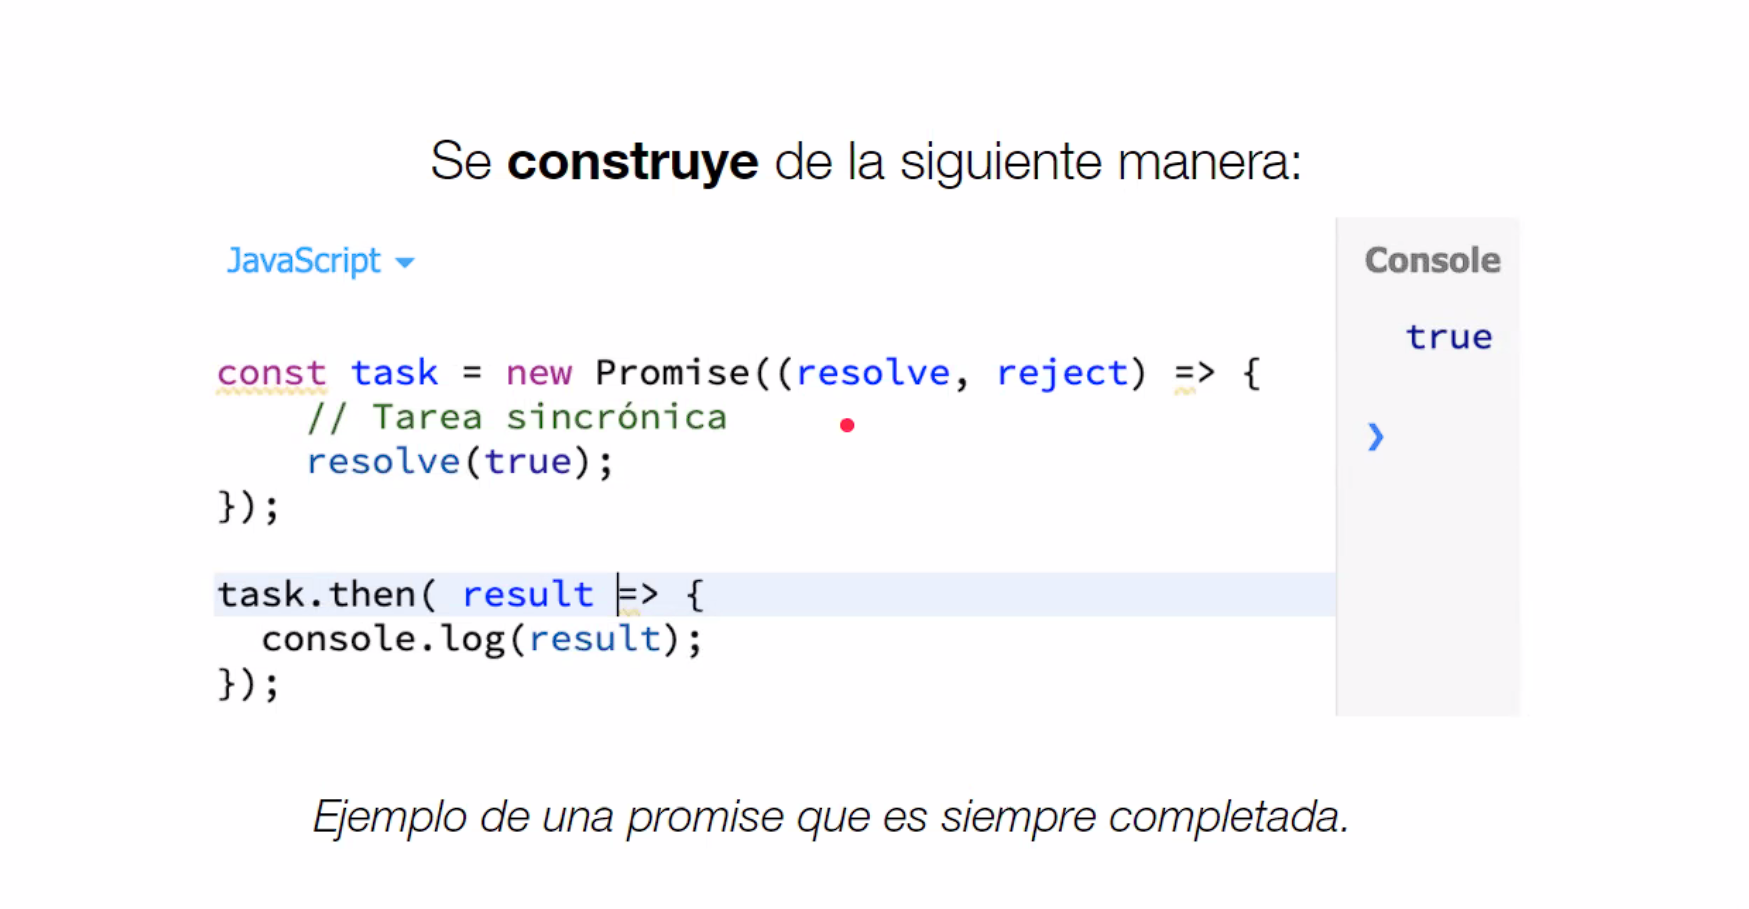 Se construye de la siguiente manera:
JavaScript
Console
true
const task = new Promise((resolve, reject) => {
// Tarea sincrónica
resolve(true);
});
task.then( result => {
console.log(result);
});
Ejemplo de una promise que es siempre completada.